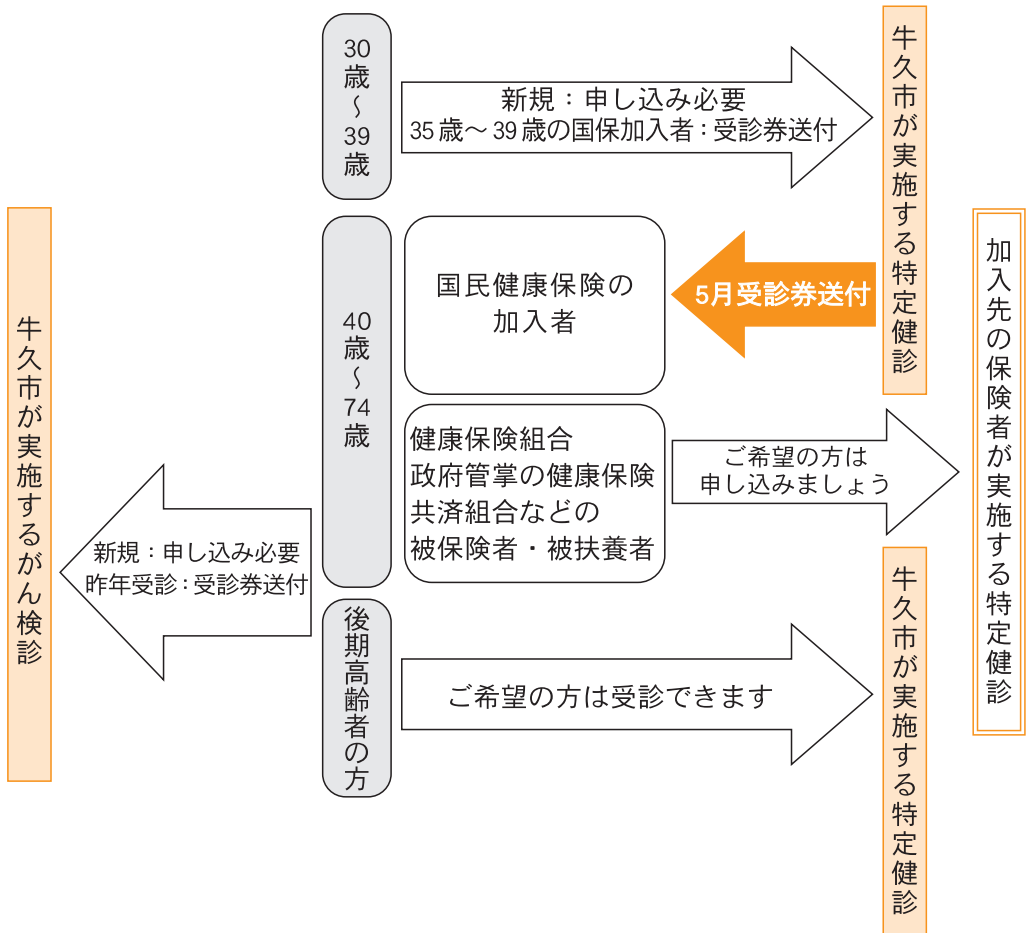 30歳～39歳
新規：申し込み必要
35歳～39歳の国保加入者：受診券送付
牛久市が実施する特定健診
40歳～74歳
国民健康保険の
加入者
5月受診券送付
健康保険組合
政府管掌の健康保険
共済組合などの
被保険者・被扶養者
ご希望の方は
申し込みましょう
加入先の保険者が実施する特定健診
牛久市が実施するがん検診
新規：申し込み必要
昨年受診：受診券送付
後期高齢者の方
ご希望の方は受診できます
牛久市が実施する特定健診